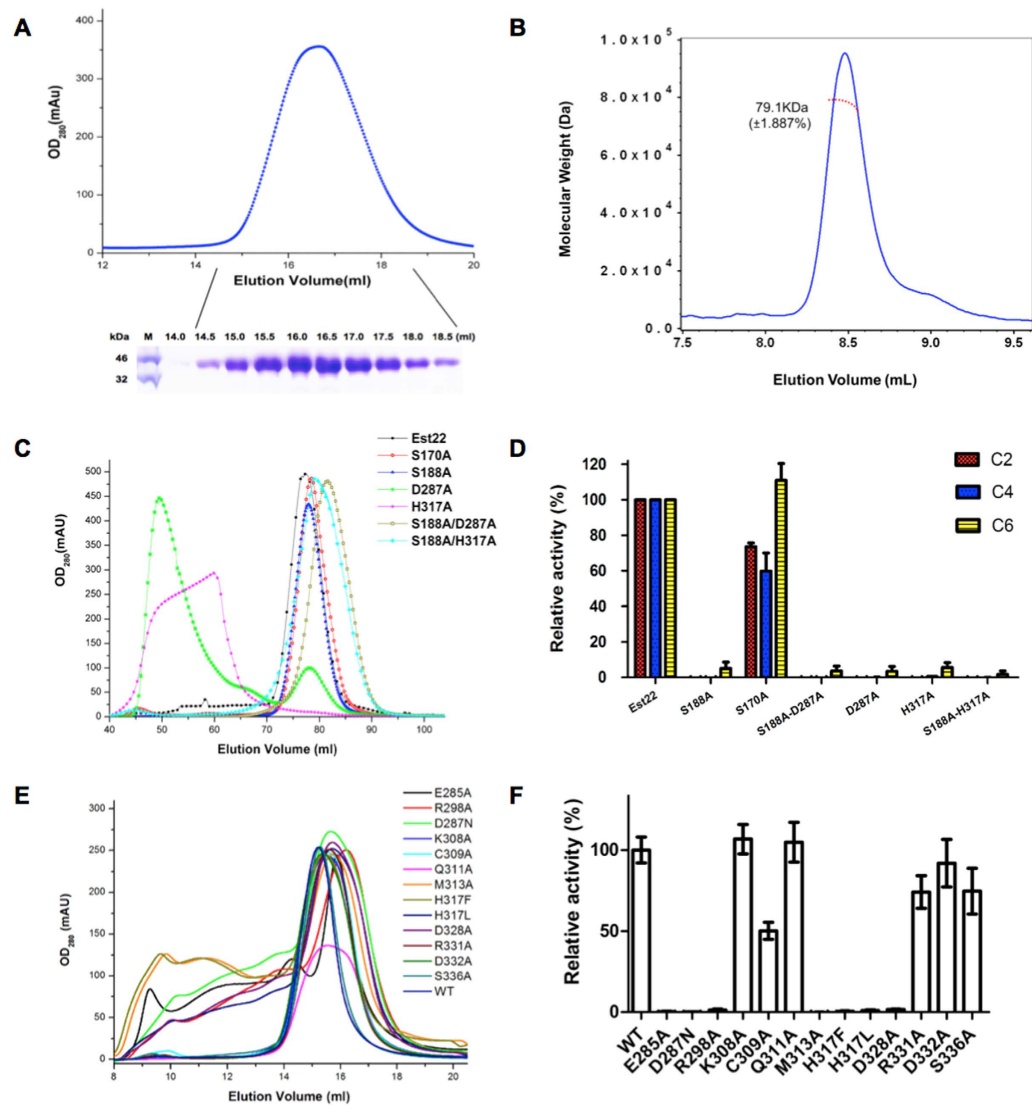 A
OD280(mAu)
400
300
200
100
0
12 14 16 18 20
Elution Volume(ml)
kDa M 14.0 14.5 15.0 15.5 16.0 16.5 17.0 17.5 18.0 18.5 (ml)
46
32
B
Molecular Weight (Da)
1.0x10^5
8.0x10^4
6.0x10^4
4.0x10^4
2.0x10^4
0.0
79.1KDa
(±1.887%)
7.5 8.0 8.5 9.0 9.5
Elution Volume (mL)
C
OD280(mAU)
500
450
400
350
300
250
200
150
100
50
0
40 50 60 70 80 90 100
Elution Volume (ml)
Est22
S170A
S188A
D287A
H317A
S188A/D287A
S188A/H317A
D
Relative activity (%)
120
100
80
60
40
20
0
C2
C4
C6
Est22 S188A S170A S188A-D287A D287A H317A S188A-H317A
E
OD280 (mAU)
300
250
200
150
100
50
0
8 10 12 14 16 18 20
Elution Volume (ml)
E285A
R298A
D287N
K308A
C309A
Q311A
M313A
H317F
H317L
D328A
R331A
D332A
S336A
WT
F
Relative activity (%)
100
50
0
WT E285A D287N R298A K308A C309A Q311A M313A H317F H317L D328A R331A D332A S336A